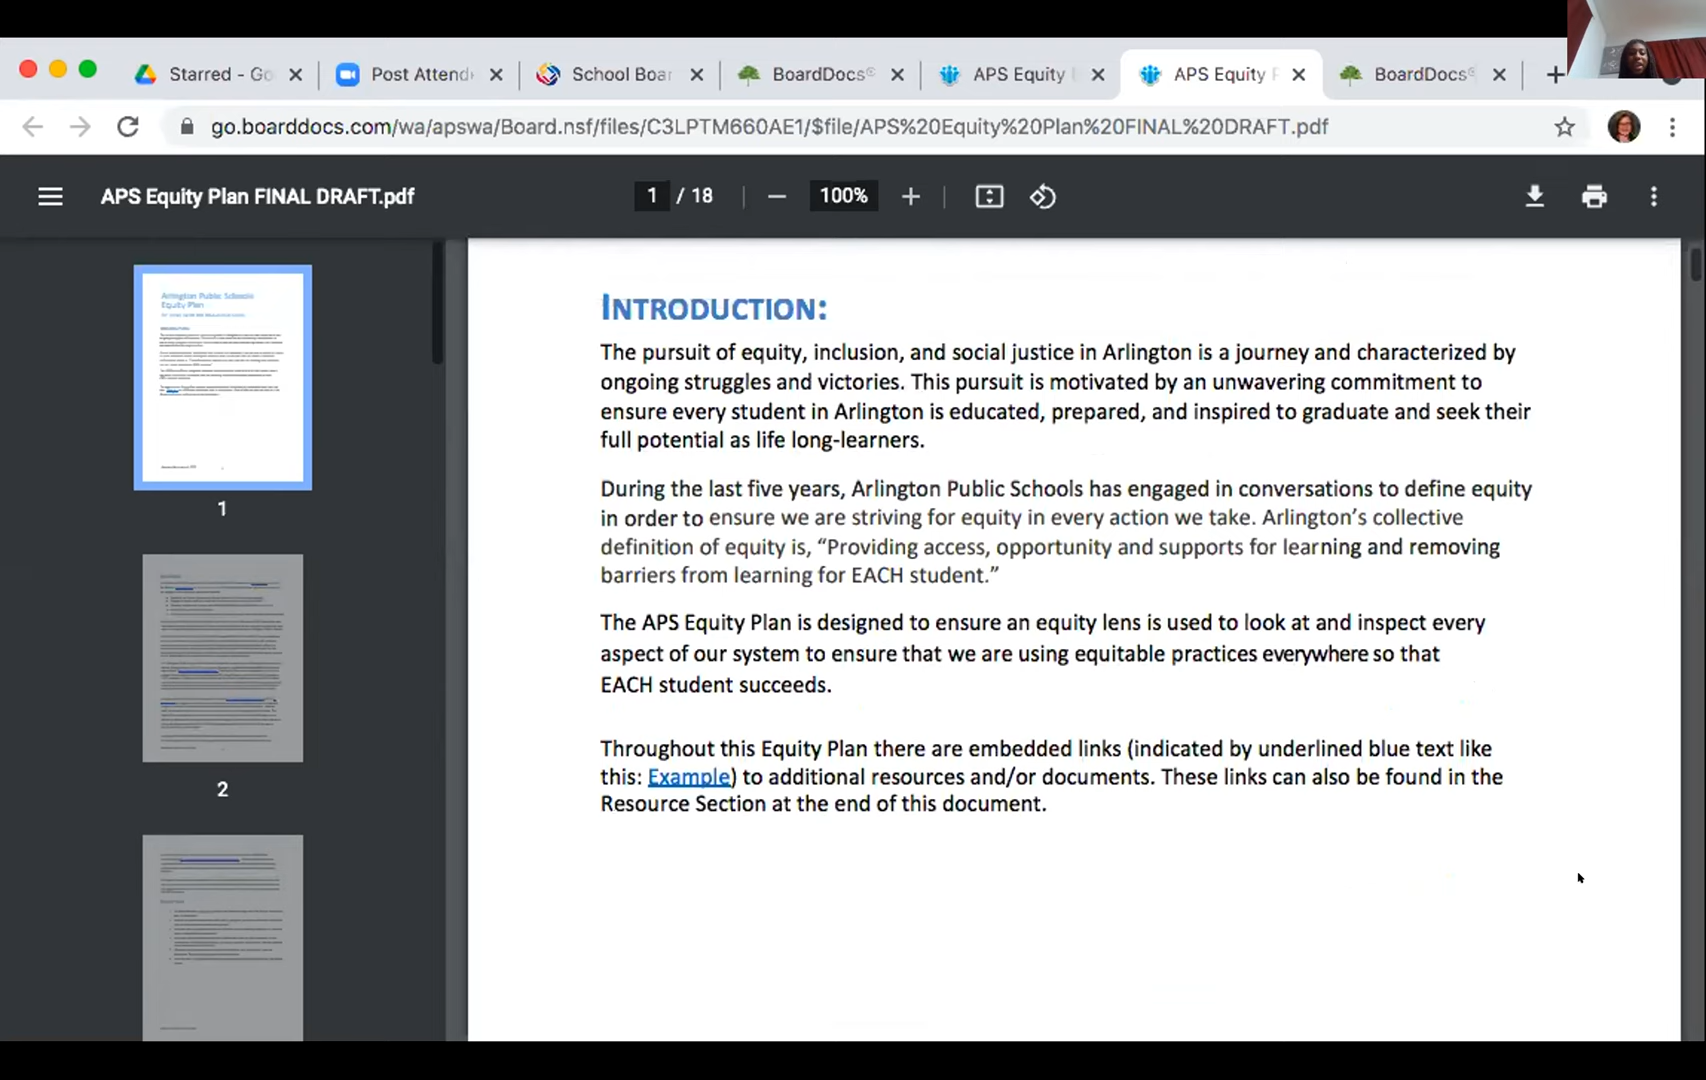 Starred - Go
Post Attend
School Boar
BoardDocs®
APS Equity
APS Equity P
BoardDocs®
go.boarddocs.com/wa/apswa/Board.nsf/files/C3LPTM660AE1/$file/APS%20Equity%20Plan%20FINAL%20DRAFT.pdf
APS Equity Plan FINAL DRAFT.pdf
1 / 18
100%
Arlington Public Schools
Equity Plan
1
2
INTRODUCTION:
The pursuit of equity, inclusion, and social justice in Arlington is a journey and characterized by
ongoing struggles and victories. This pursuit is motivated by an unwavering commitment to
ensure every student in Arlington is educated, prepared, and inspired to graduate and seek their
full potential as life long-learners.
During the last five years, Arlington Public Schools has engaged in conversations to define equity
in order to ensure we are striving for equity in every action we take. Arlington’s collective
definition of equity is, “Providing access, opportunity and supports for learning and removing
barriers from learning for EACH student.”
The APS Equity Plan is designed to ensure an equity lens is used to look at and inspect every
aspect of our system to ensure that we are using equitable practices everywhere so that
EACH student succeeds.
Throughout this Equity Plan there are embedded links (indicated by underlined blue text like
this: Example) to additional resources and/or documents. These links can also be found in the
Resource Section at the end of this document.